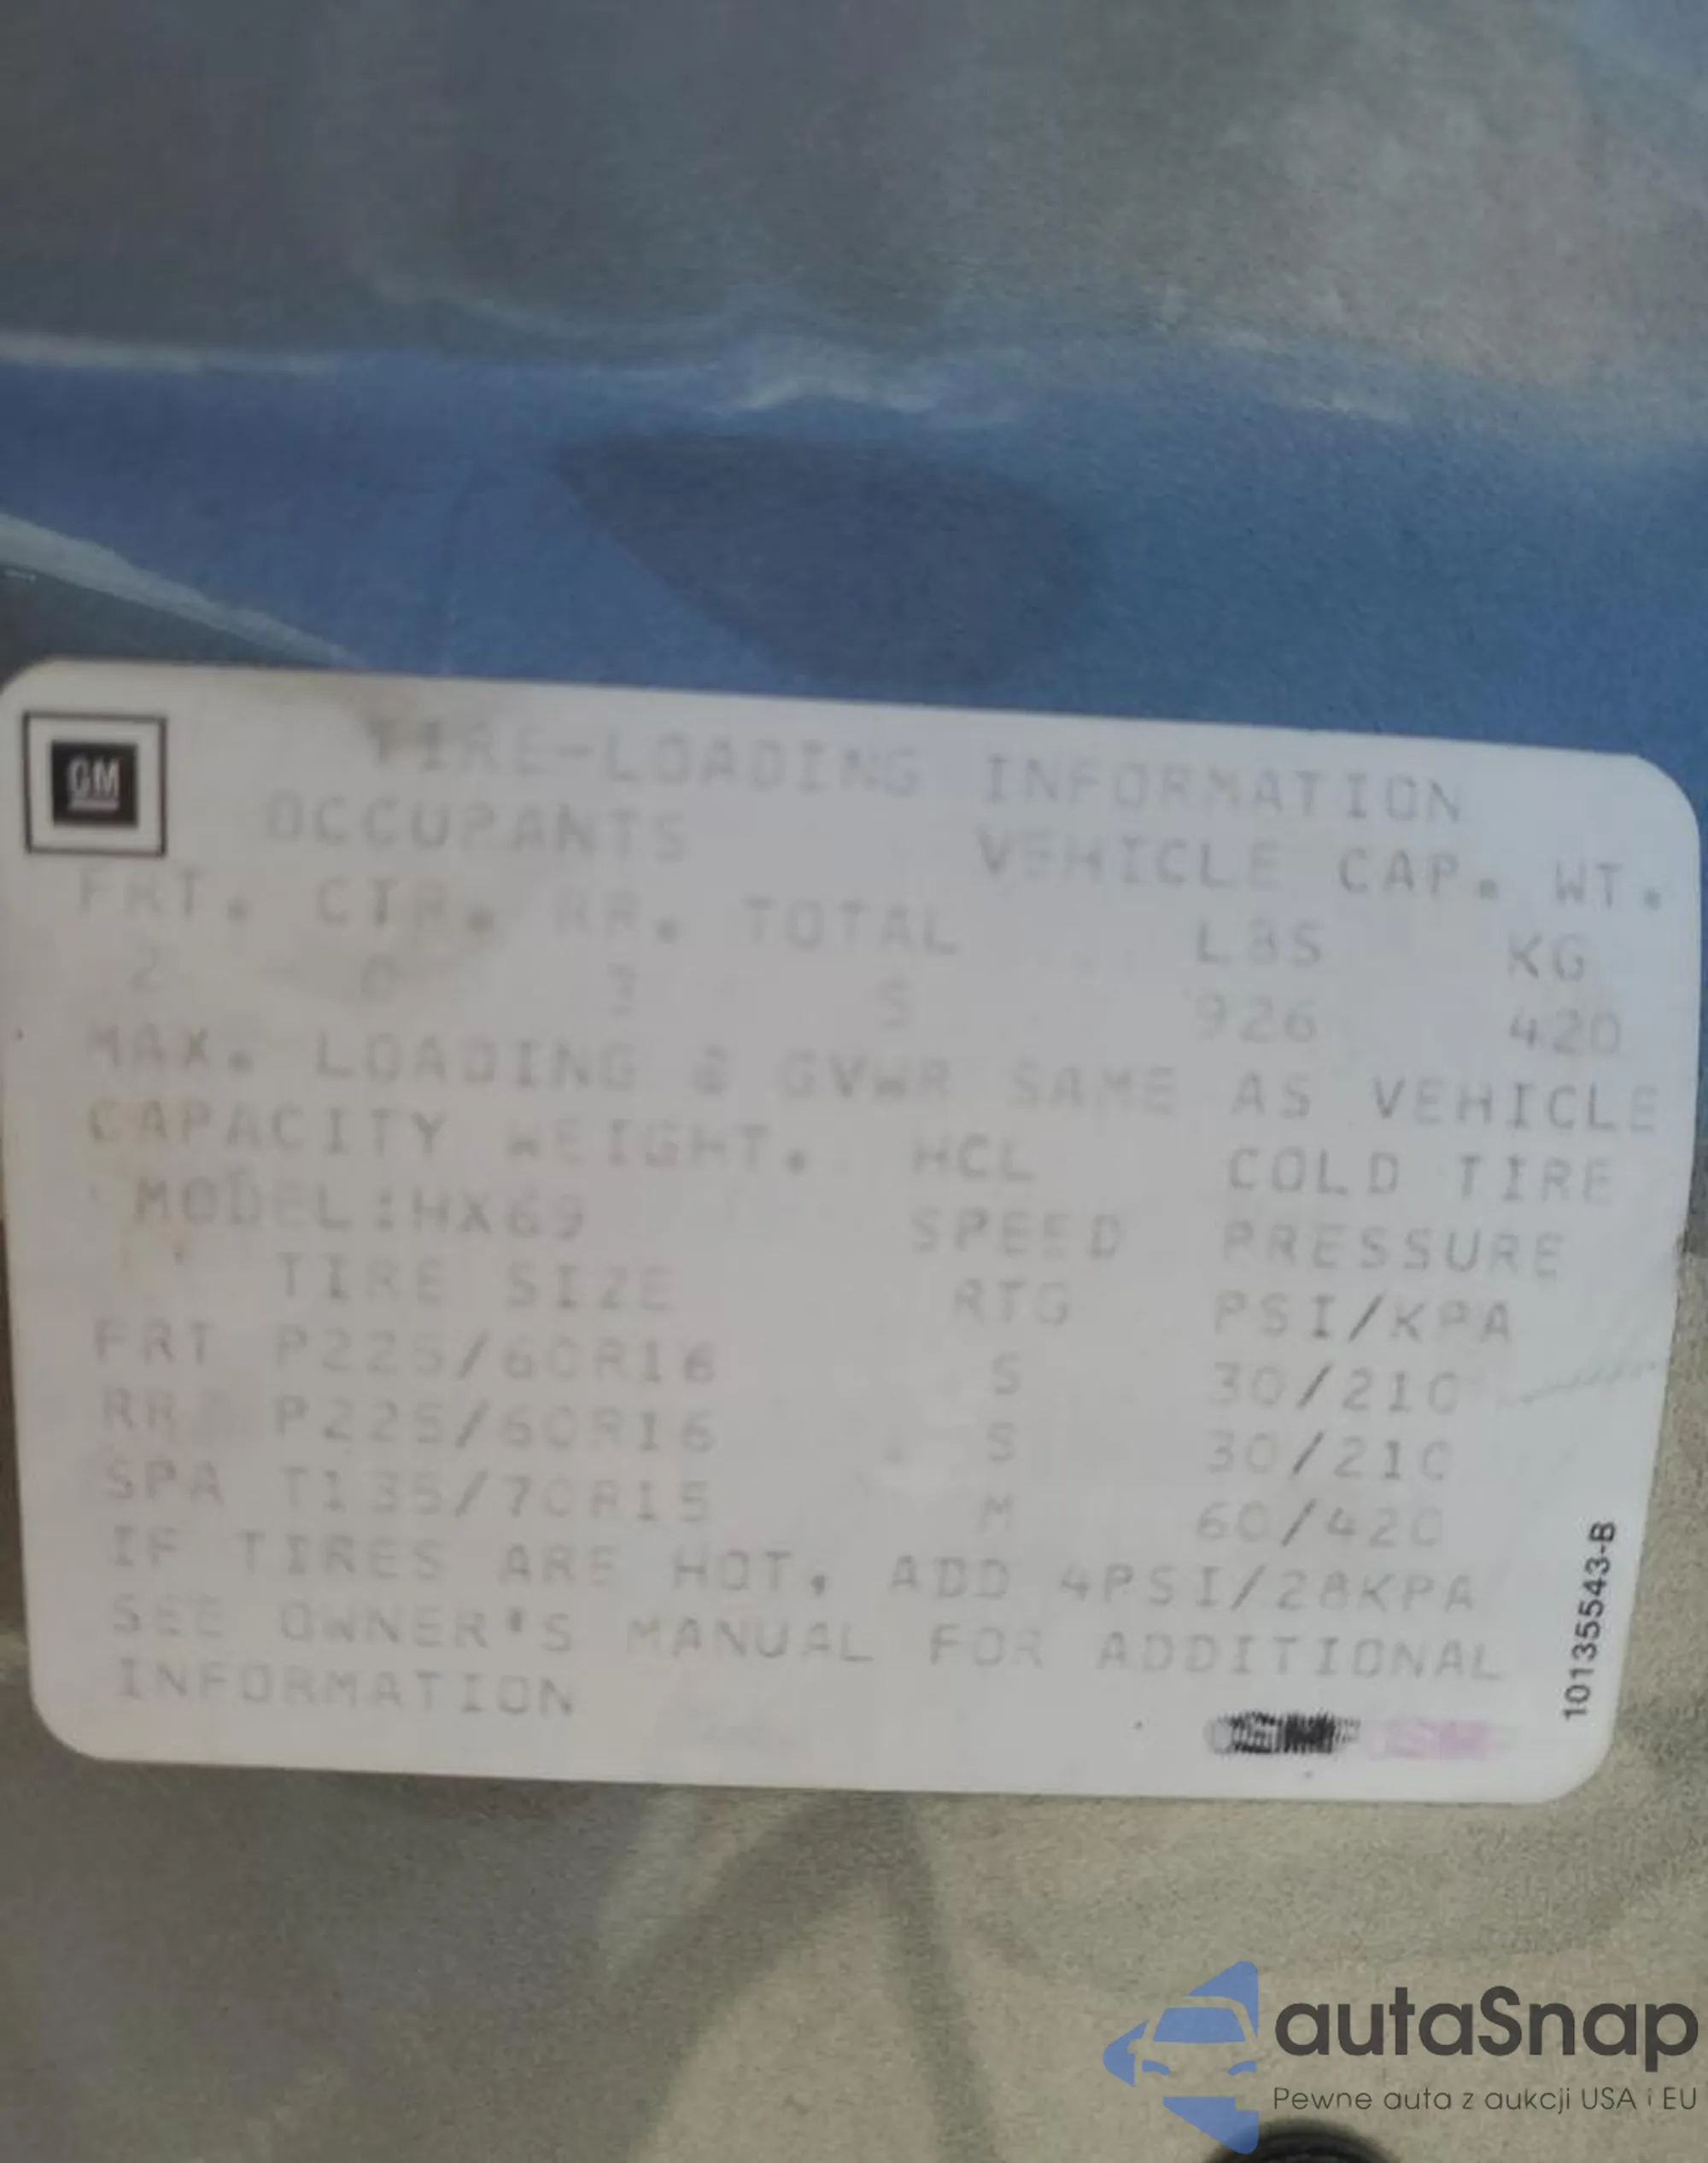 GM
TIRE-LOADING INFORMATION
OCCUPANTS VEHICLE CAP. WT.
FRT. CTR. RR. TOTAL LBS KG
2 0 3 5 926 420
MAX. LOADING @ GVWR SAME AS VEHICLE
CAPACITY WEIGHT. HCL COLD TIRE
MODEL:HX69 SPEED PRESSURE
TIRE SIZE RTG PSI/KPA
FRT P225/60R16 S 30/210
RR P225/60R16 S 30/210
SPA T135/70R15 M 60/420
IF TIRES ARE HOT, ADD 4PSI/28KPA
SEE OWNER'S MANUAL FOR ADDITIONAL
INFORMATION
10135543-B
autaSnap
Pewne auta z aukcji USA i EU